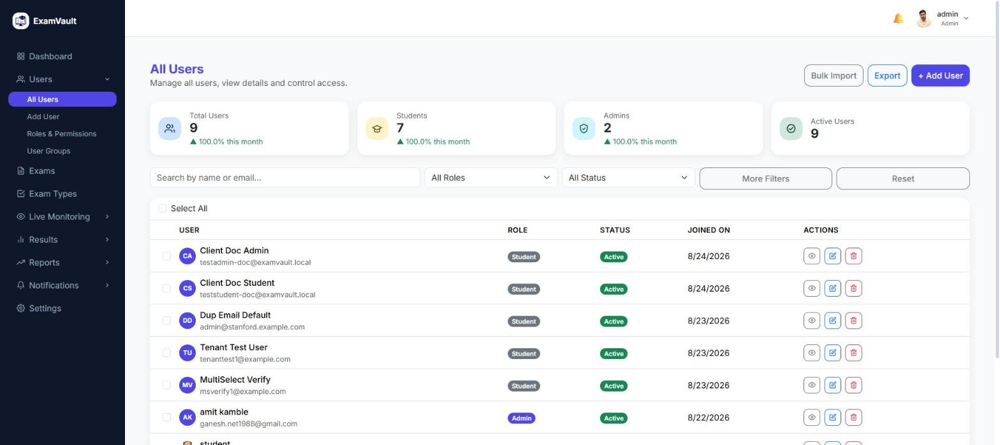 ExamVault
admin
Admin
Dashboard
Users
All Users
Add User
Roles & Permissions
User Groups
Exams
Exam Types
Live Monitoring
Results
Reports
Notifications
Settings
All Users
Manage all users, view details and control access.
Bulk Import
Export
+ Add User
Total Users
9
▲ 100.0% this month
Students
7
▲ 100.0% this month
Admins
2
▲ 100.0% this month
Active Users
9
Search by name or email...
All Roles
All Status
More Filters
Reset
Select All
USER ROLE STATUS JOINED ON ACTIONS
CA Client Doc Admin Student Active 8/24/2026
testadmin-doc@examvault.local
CS Client Doc Student Student Active 8/24/2026
teststudent-doc@examvault.local
DD Dup Email Default Student Active 8/23/2026
admin@stanford.example.com
TU Tenant Test User Student Active 8/23/2026
tenanttest1@example.com
MV MultiSelect Verify Student Active 8/23/2026
msverify1@example.com
AK amit kamble Admin Active 8/22/2026
ganesh.net1988@gmail.com
student